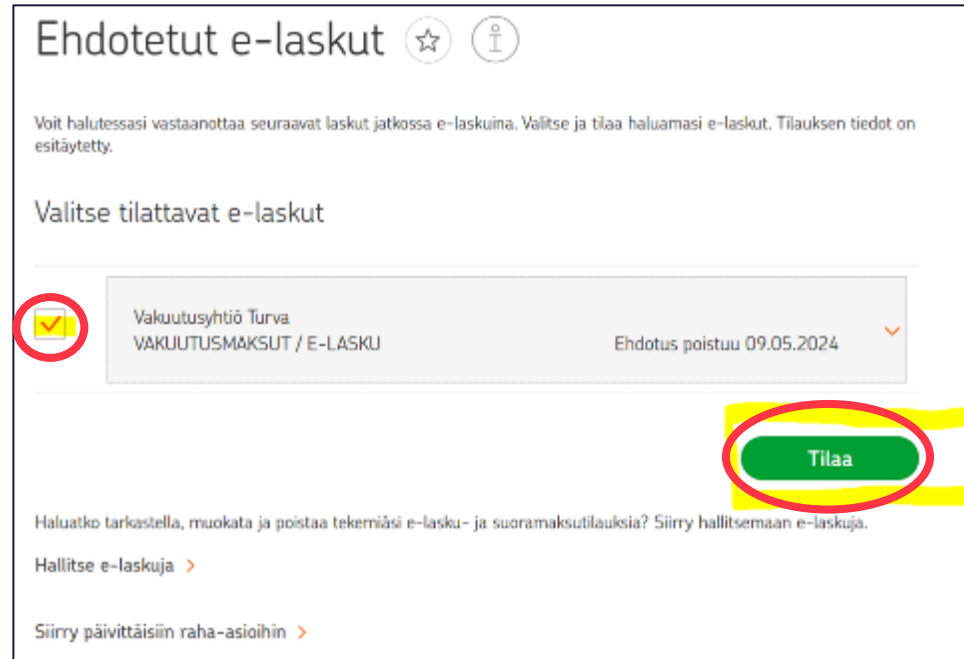 Ehdotetut e-laskut
Voit halutessasi vastaanottaa seuraavat laskut jatkossa e-laskuina. Valitse ja tilaa haluamasi e-laskut. Tilauksen tiedot on
esitäytetty.
Valitse tilattavat e-laskut
Vakuutusyhtiö Turva
VAKUUTUSMAKSUT / E-LASKU
Ehdotus poistuu 09.05.2024
Tilaa
Haluatko tarkastella, muokata ja poistaa tekemiäsi e-lasku- ja suoramaksutilauksia? Siirry hallitsemaan e-laskuja.
Hallitse e-laskuja
Siirry päivittäisiin raha-asioihin